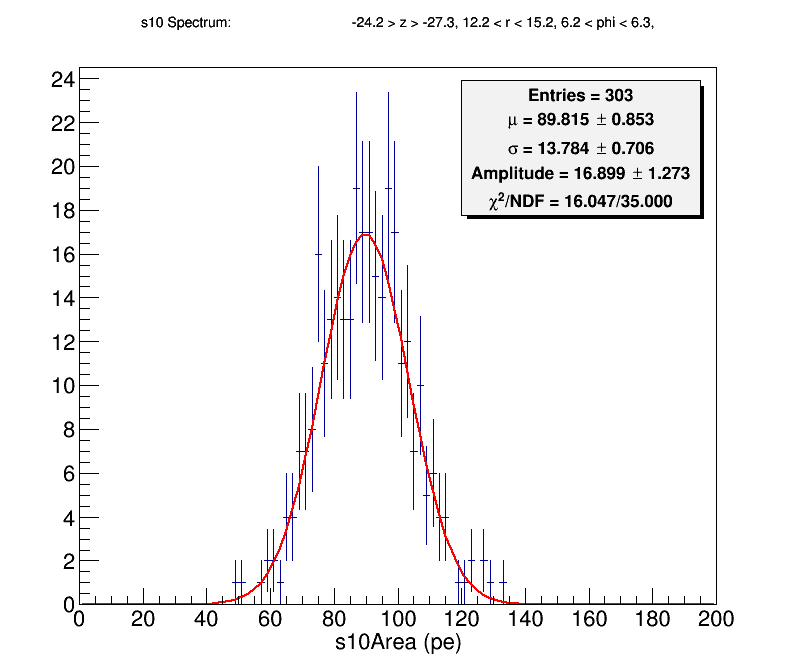 s10 Spectrum: -24.2 > z > -27.3, 12.2 < r < 15.2, 6.2 < phi < 6.3,
Entries = 303
μ = 89.815 ± 0.853
σ = 13.784 ± 0.706
Amplitude = 16.899 ± 1.273
χ²/NDF = 16.047/35.000
24
22
20
18
16
14
12
10
8
6
4
2
0
0 20 40 60 80 100 120 140 160 180 200
s10Area (pe)